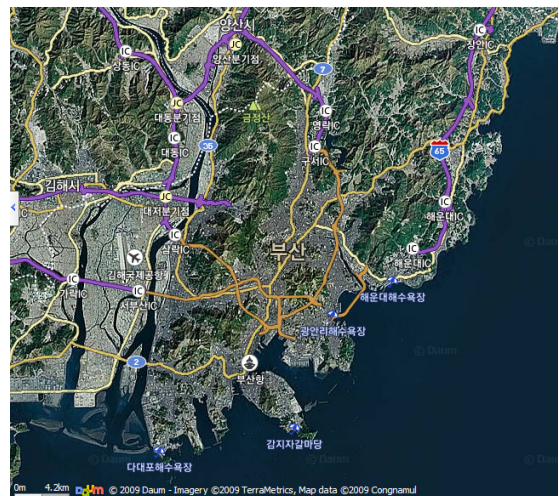 양산시
IC
상동IC
JC
양산분기점
IC
장안IC
7
JC
대동분기점
금정산
IC
영락IC
IC
대동IC
35
IC
구서IC
65
김해시
JC
대저분기점
IC
해운대IC
IC
삼락IC
부산
IC
해운대IC
김해국제공항
IC
가락IC
IC
서부산IC
해운대해수욕장
광안리해수욕장
2
부산항
감지자갈마당
다대포해수욕장
© Daum
0m 4.2km Daum © 2009 Daum - Imagery ©2009 TerraMetrics, Map data ©2009 Congnamul